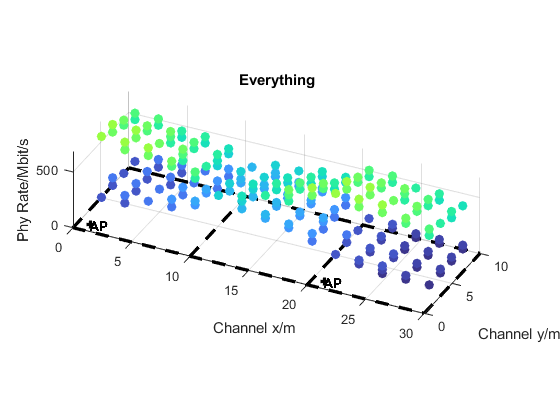 Everything
Phy Rate/Mbit/s
500
0
AP
AP
0
5
10
15
20
25
30
Channel x/m
0
5
10
Channel y/m